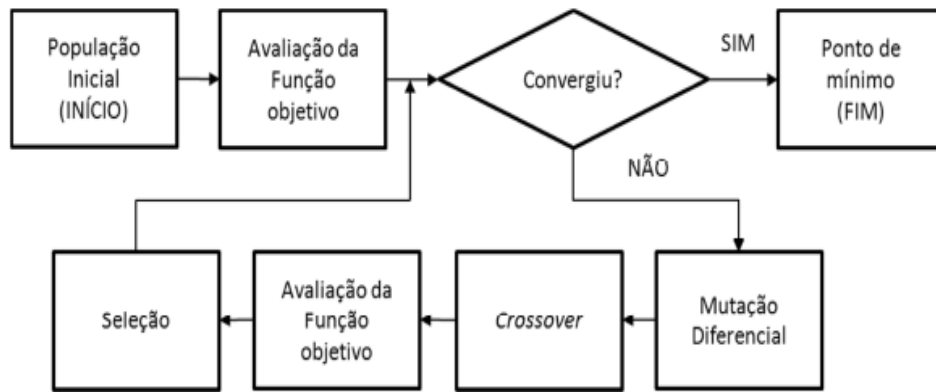 População
Inicial
(INÍCIO)
Avaliação da
Função
objetivo
Convergiu?
SIM
Ponto de
mínimo
(FIM)
NÃO
Seleção
Avaliação da
Função
objetivo
Crossover
Mutação
Diferencial